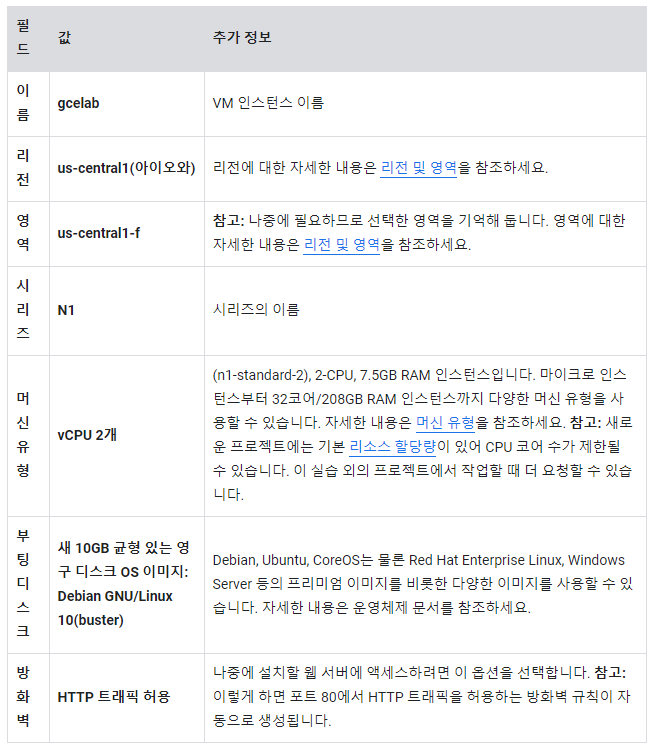 필드 값 추가 정보
이름 gcelab VM 인스턴스 이름
리전 us-central1(아이오와) 리전에 대한 자세한 내용은 리전 및 영역을 참조하세요.
영역 us-central1-f
참고: 나중에 필요하므로 선택한 영역을 기억해 둡니다. 영역에 대한
자세한 내용은 리전 및 영역을 참조하세요.
시리즈 N1 시리즈의 이름
머신 유형 vCPU 2개
(n1-standard-2), 2-CPU, 7.5GB RAM 인스턴스입니다. 마이크로 인스
턴스부터 32코어/208GB RAM 인스턴스까지 다양한 머신 유형을 사
용할 수 있습니다. 자세한 내용은 머신 유형을 참조하세요. 참고: 새로
운 프로젝트에는 기본 리소스 할당량이 있어 CPU 코어 수가 제한될
수 있습니다. 이 실습 외의 프로젝트에서 작업할 때 더 요청할 수 있습
니다.
부팅 디스크
새 10GB 균형 있는 영
구 디스크 OS 이미지:
Debian GNU/Linux
10(buster)
Debian, Ubuntu, CoreOS는 물론 Red Hat Enterprise Linux, Windows
Server 등의 프리미엄 이미지를 비롯한 다양한 이미지를 사용할 수 있
습니다. 자세한 내용은 운영체제 문서를 참조하세요.
방화벽 HTTP 트래픽 허용
나중에 설치할 웹 서버에 액세스하려면 이 옵션을 선택합니다. 참고:
이렇게 하면 포트 80에서 HTTP 트래픽을 허용하는 방화벽 규칙이 자
동으로 생성됩니다.